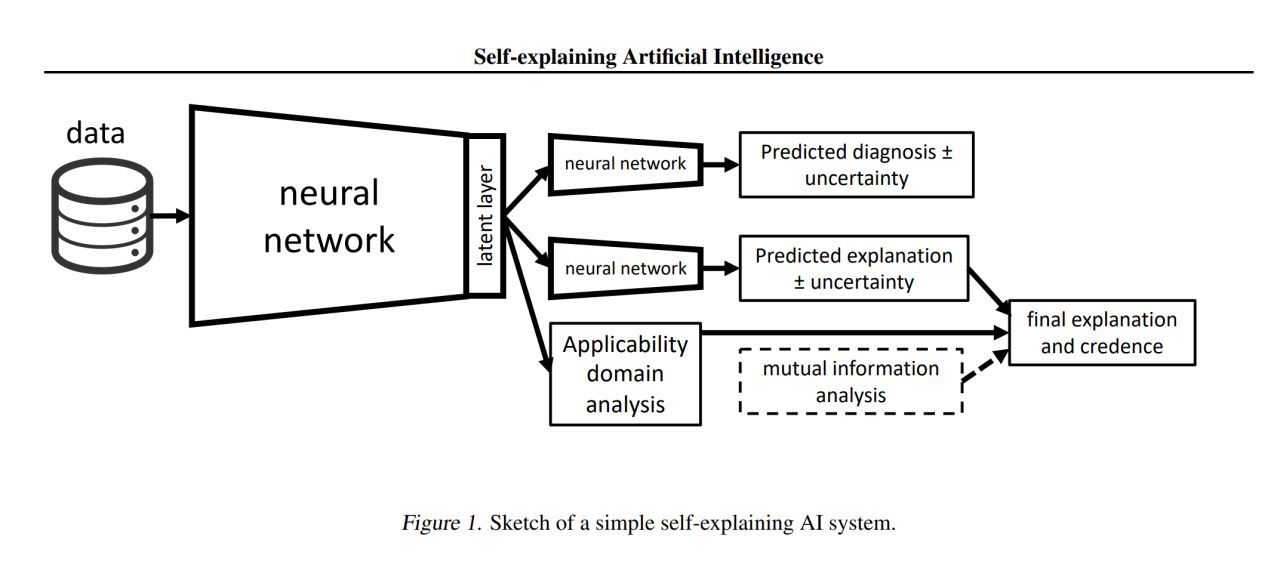 Self-explaining Artificial Intelligence
data
neural
network
latent layer
neural network
Predicted diagnosis ±
uncertainty
neural network
Predicted explanation
± uncertainty
Applicability
domain
analysis
mutual information
analysis
final explanation
and credence
Figure 1. Sketch of a simple self-explaining AI system.